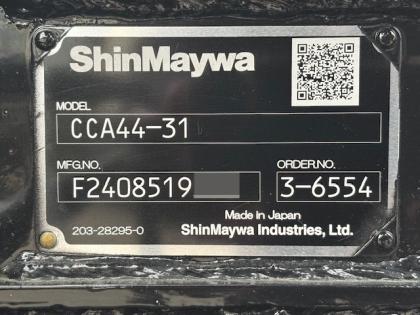 ShinMaywa
MODEL
CCA44-31
MFG.NO. ORDER.NO.
F2408519 3-6554
Made in Japan
203-28295-0 ShinMaywa Industries, Ltd.